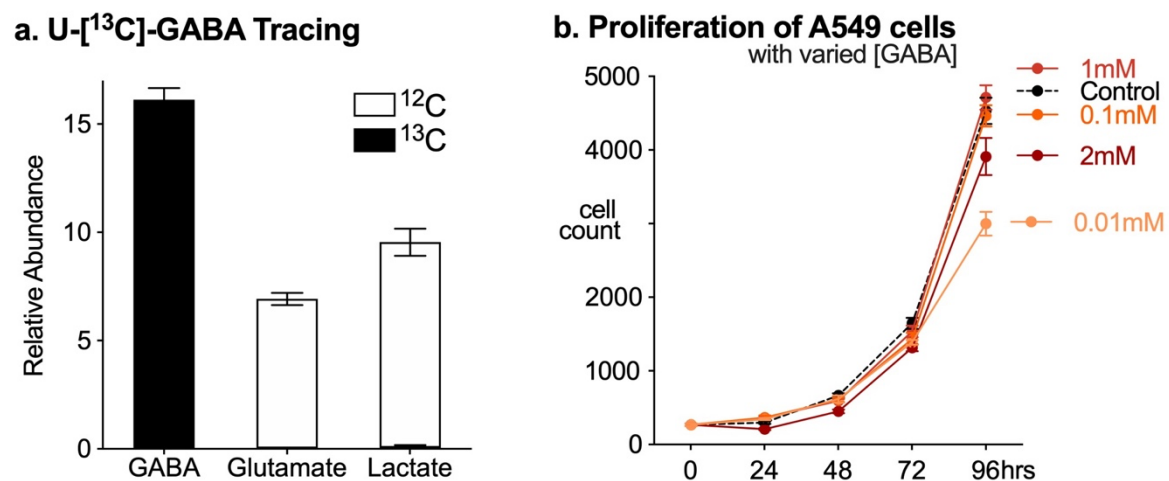 a. U-[¹³C]-GABA Tracing
Relative Abundance
15
10
5
0
¹²C
¹³C
GABA Glutamate Lactate
b. Proliferation of A549 cells
with varied [GABA]
cell
count
5000
4000
2000
1000
0
0 24 48 72 96hrs
1mM
Control
0.1mM
2mM
0.01mM